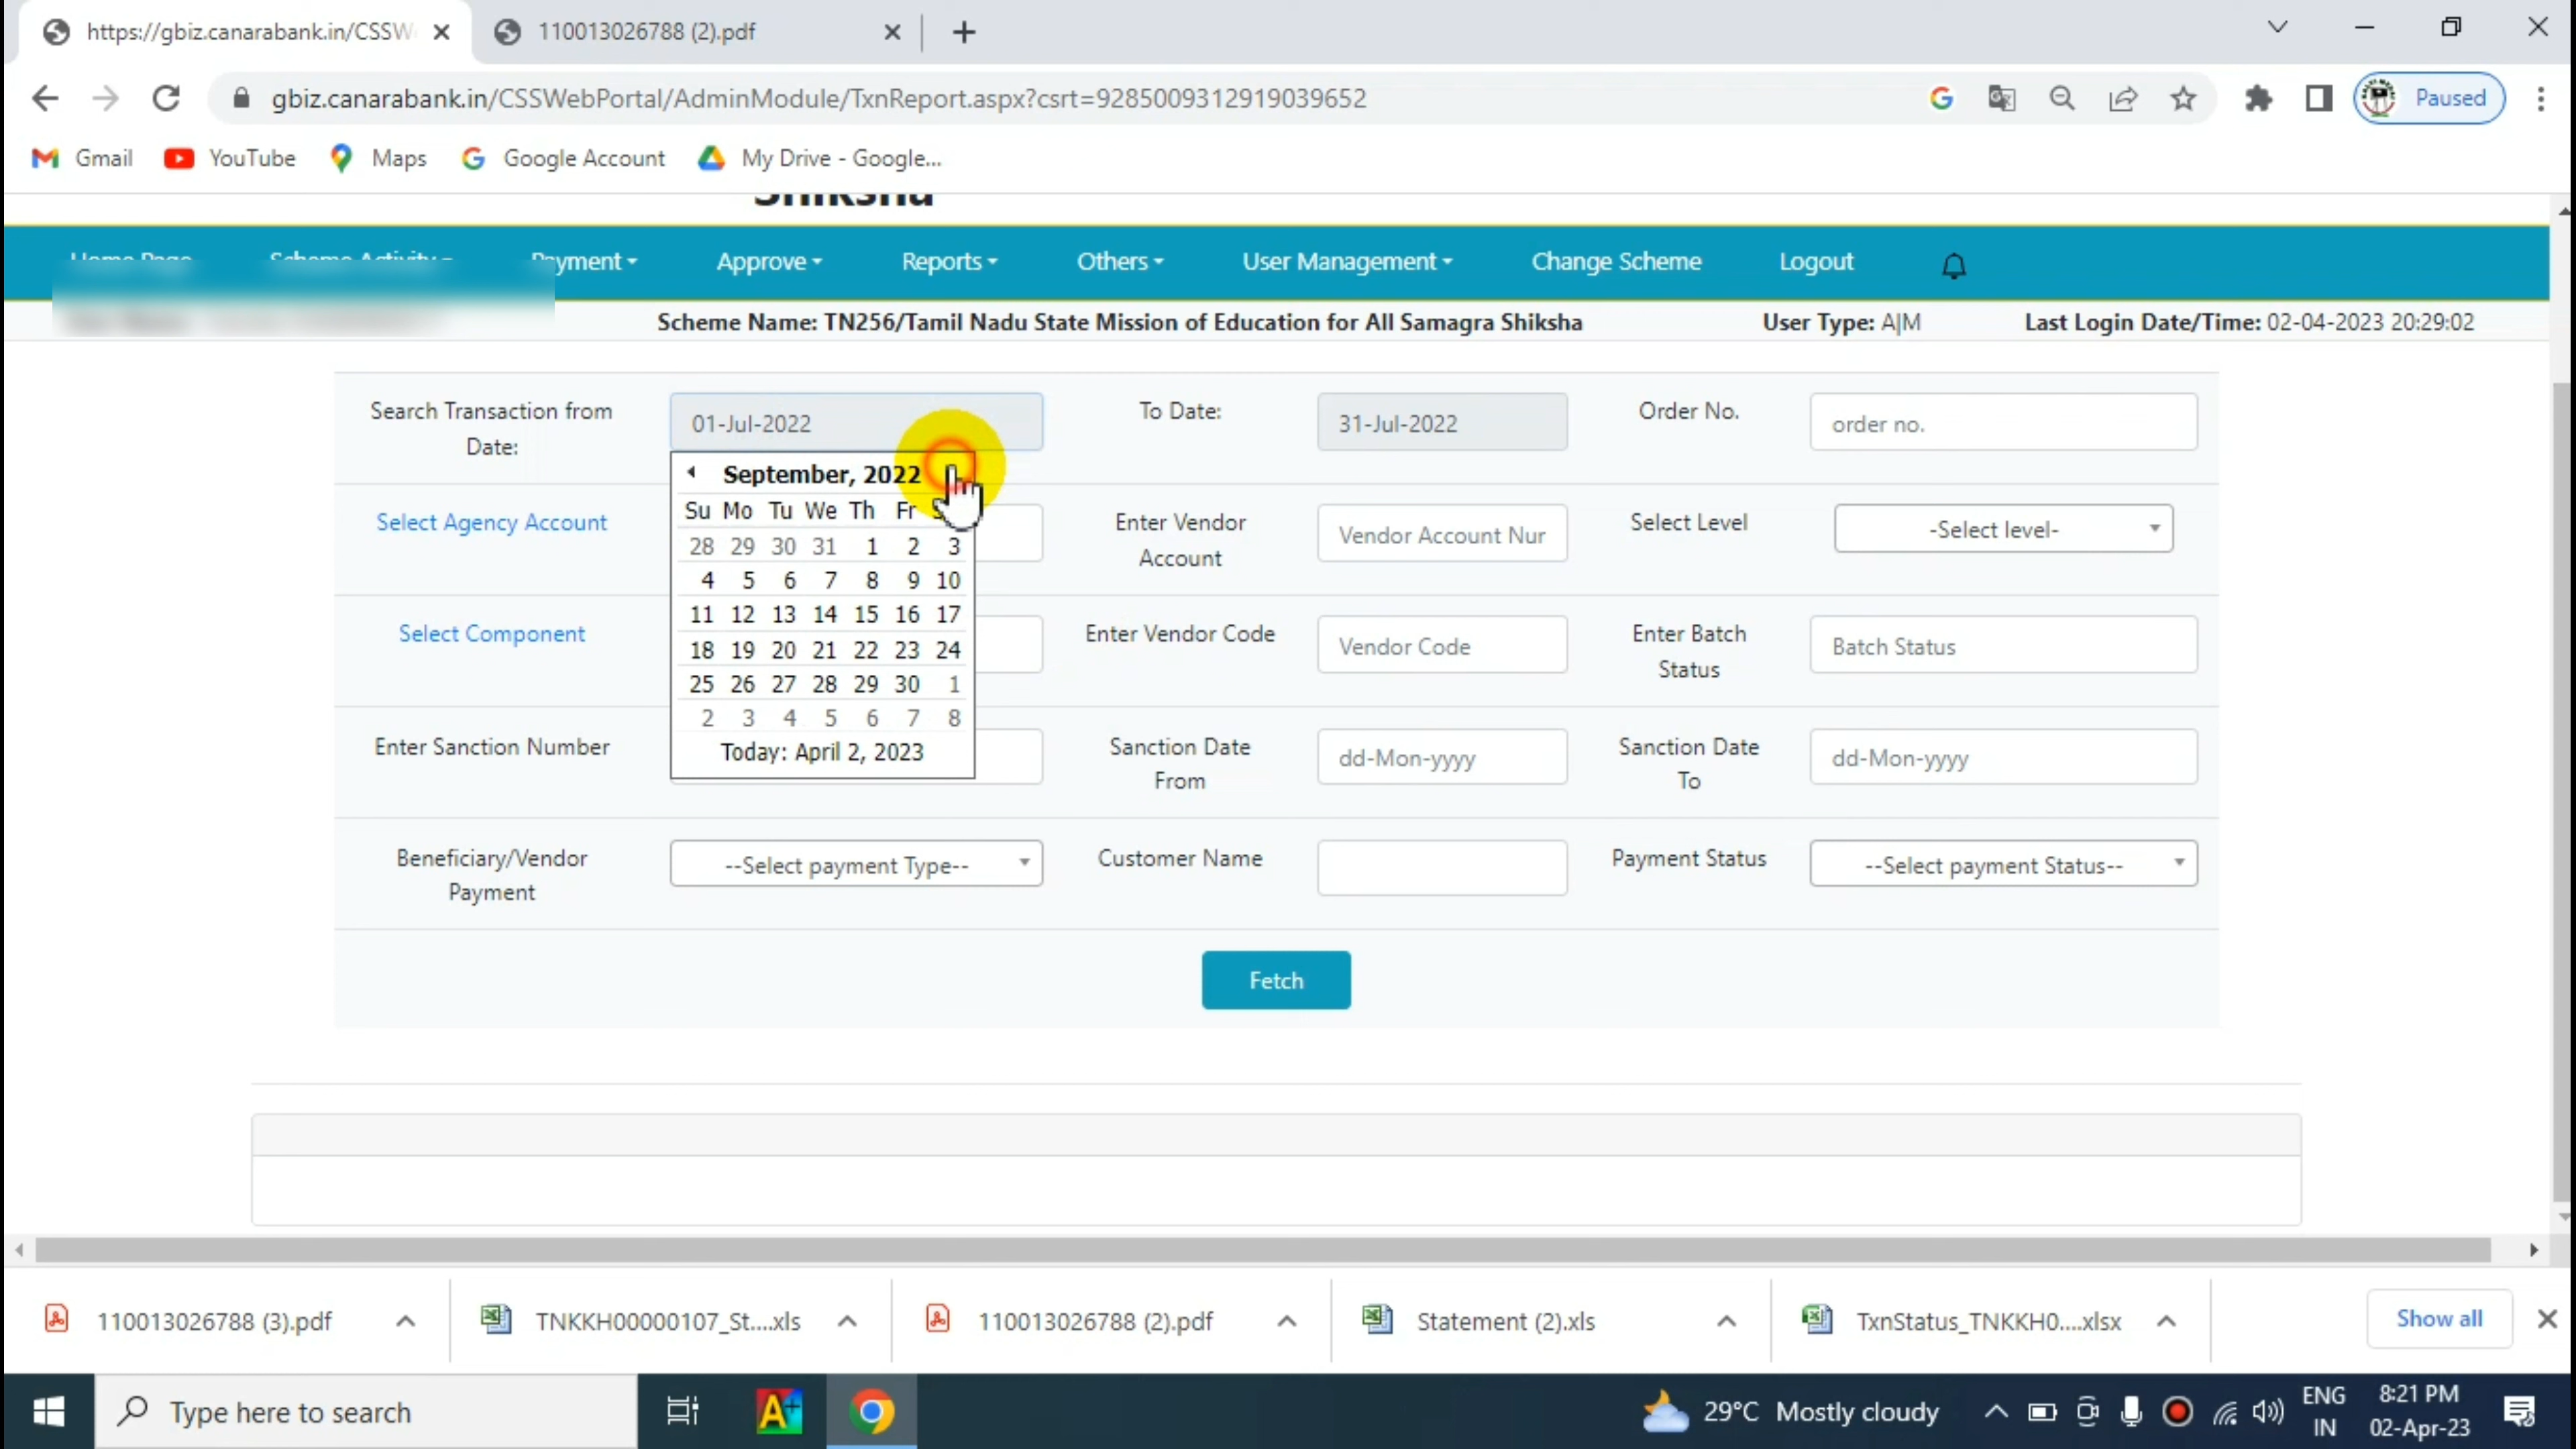 https://gbiz.canarabank.in/CSSW
110013026788 (2).pdf
gbiz.canarabank.in/CSSWebPortal/AdminModule/TxnReport.aspx?csrt=9285009312919039652
Paused
Gmail YouTube Maps Google Account My Drive - Google...
Shiksha
Home Page Scheme Activity Payment Approve Reports Others User Management Change Scheme Logout
Scheme Name: TN256/Tamil Nadu State Mission of Education for All Samagra Shiksha User Type: A|M Last Login Date/Time: 02-04-2023 20:29:02
Search Transaction from Date: 01-Jul-2022 To Date: 31-Jul-2022 Order No. order no.
September, 2022
Su Mo Tu We Th Fr
28 29 30 31 1 2 3
4 5 6 7 8 9 10
11 12 13 14 15 16 17
18 19 20 21 22 23 24
25 26 27 28 29 30 1
2 3 4 5 6 7 8
Today: April 2, 2023
Select Agency Account Enter Vendor Account Vendor Account Nur Select Level -Select level-
Select Component Enter Vendor Code Vendor Code Enter Batch Status Batch Status
Enter Sanction Number Sanction Date From dd-Mon-yyyy Sanction Date To dd-Mon-yyyy
Beneficiary/Vendor Payment --Select payment Type-- Customer Name Payment Status --Select payment Status--
Fetch
110013026788 (3).pdf TNKKH00000107_St....xls 110013026788 (2).pdf Statement (2).xls TxnStatus_TNKKH0....xlsx Show all
Type here to search
29°C Mostly cloudy
ENG
IN
8:21 PM
02-Apr-23